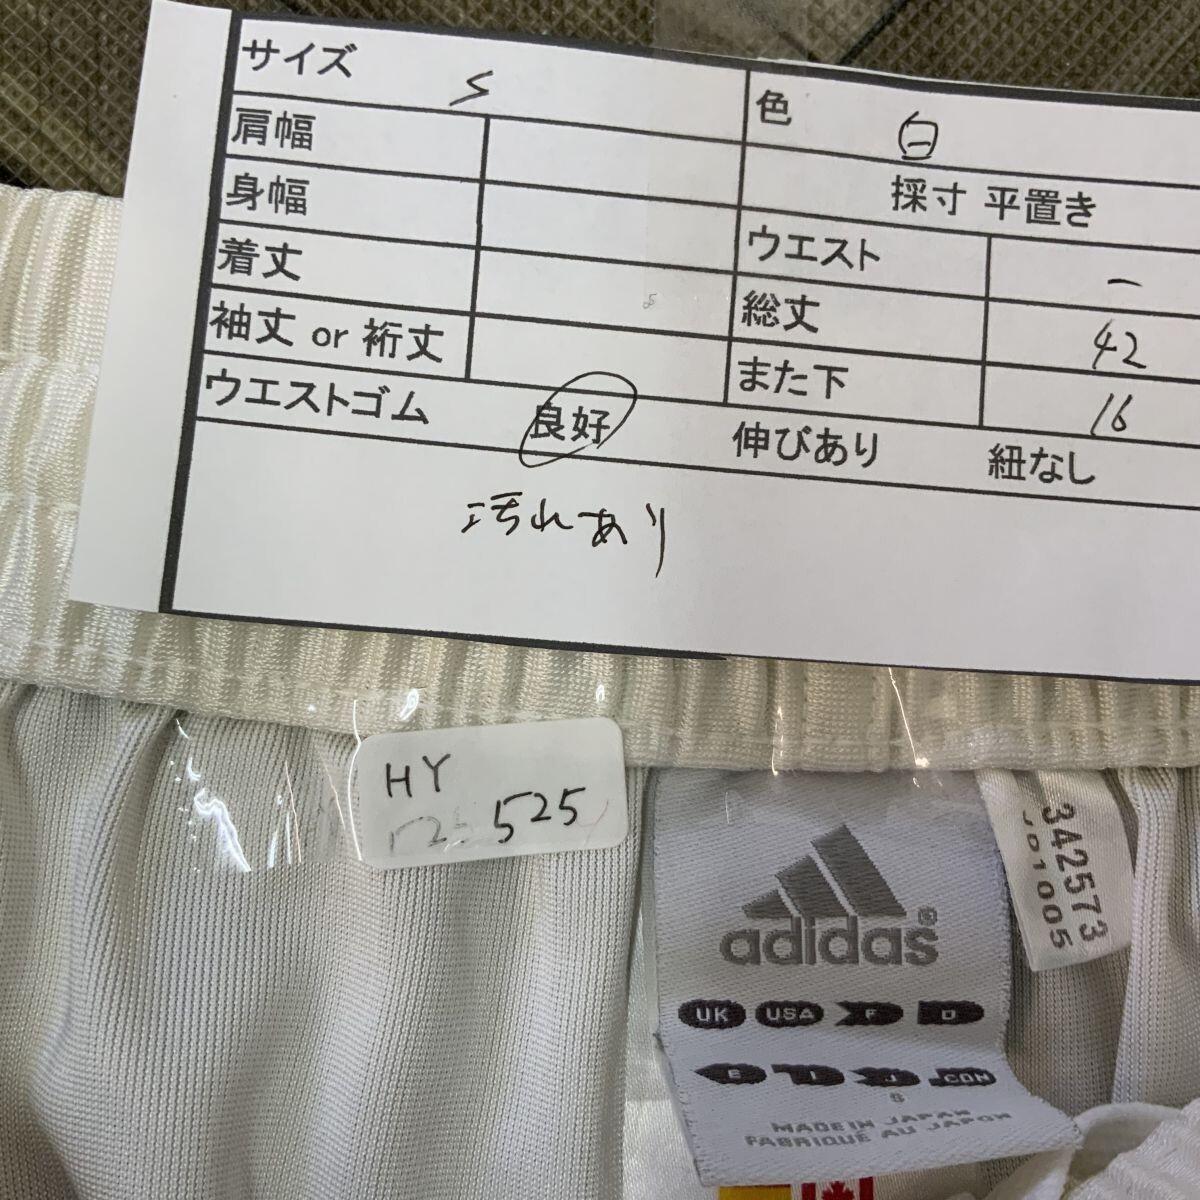 サイズ S 色 白
肩幅 採寸 平置き
身幅 ウエスト ー
着丈 総丈 42
袖丈 or 裄丈 また下 16
ウエストゴム 良好 伸びあり 紐なし
汚れあり
HY
525
adidas®
UK USA F D
E I J CON
S
MADE IN JAPAN
FABRIQUÉ AU JAPON
342573
JD1005